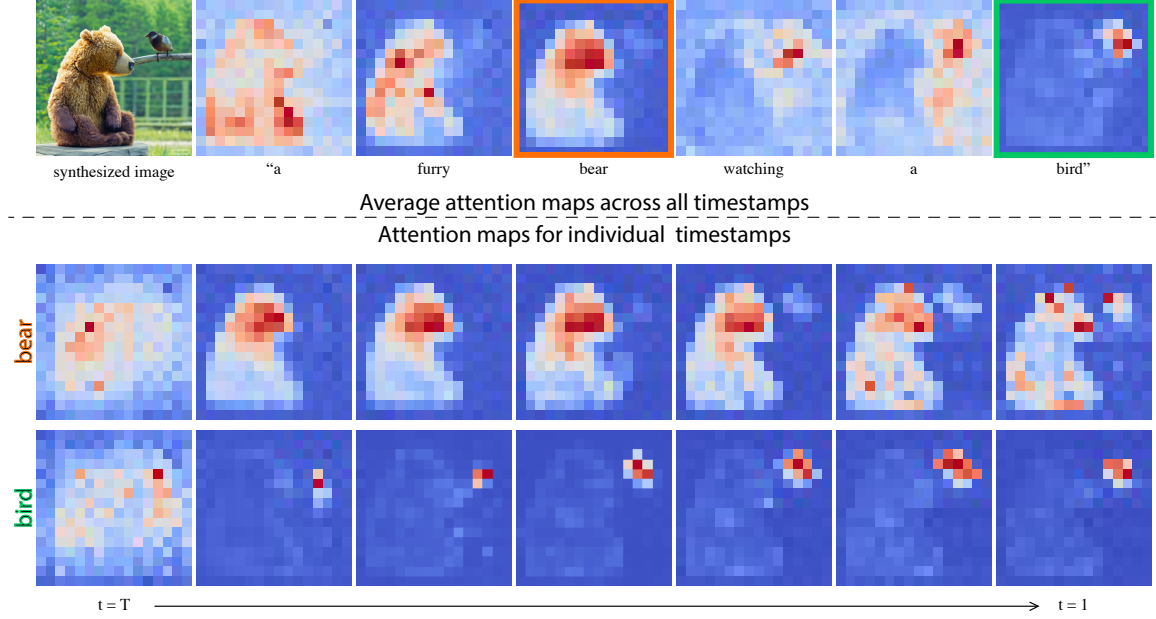 synthesized image “a furry bear watching a bird”
Average attention maps across all timestamps
Attention maps for individual timestamps
bear
bird
t = T t = 1